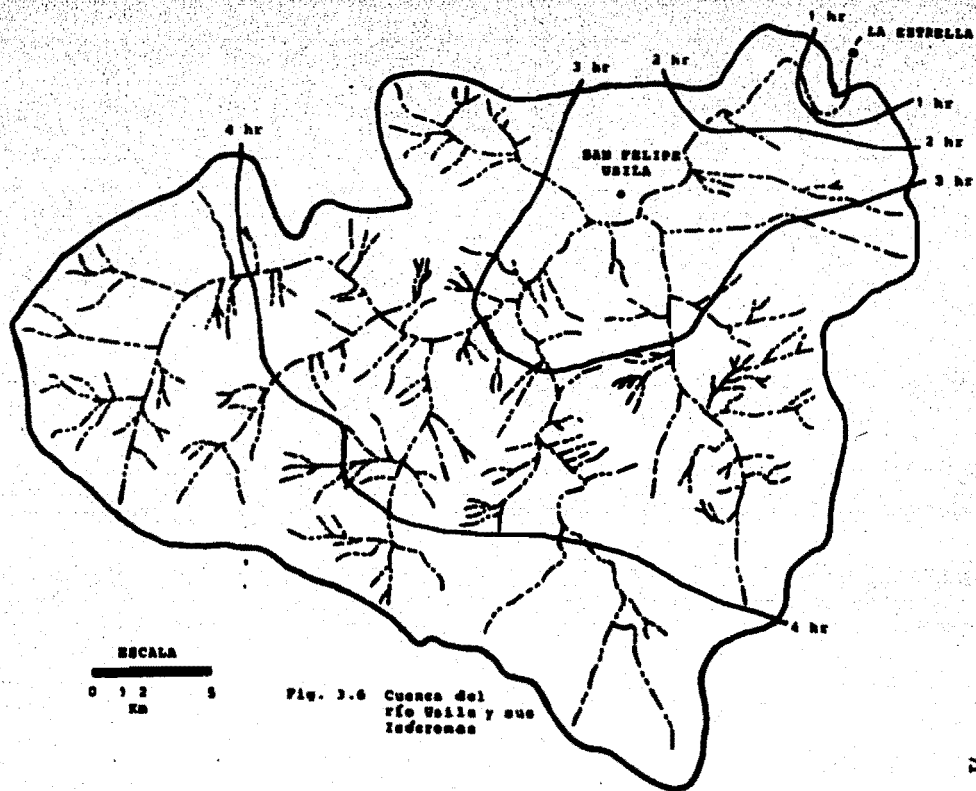 1 hr
LA ESTRELLA
3 hr
2 hr
1 hr
4 hr
2 hr
SAN FELIPE
USILA
3 hr
4 hr
ESCALA
0 1 2 5
Km
Fig. 3.6 Cuenca del
río Usila y sus
Isócronas